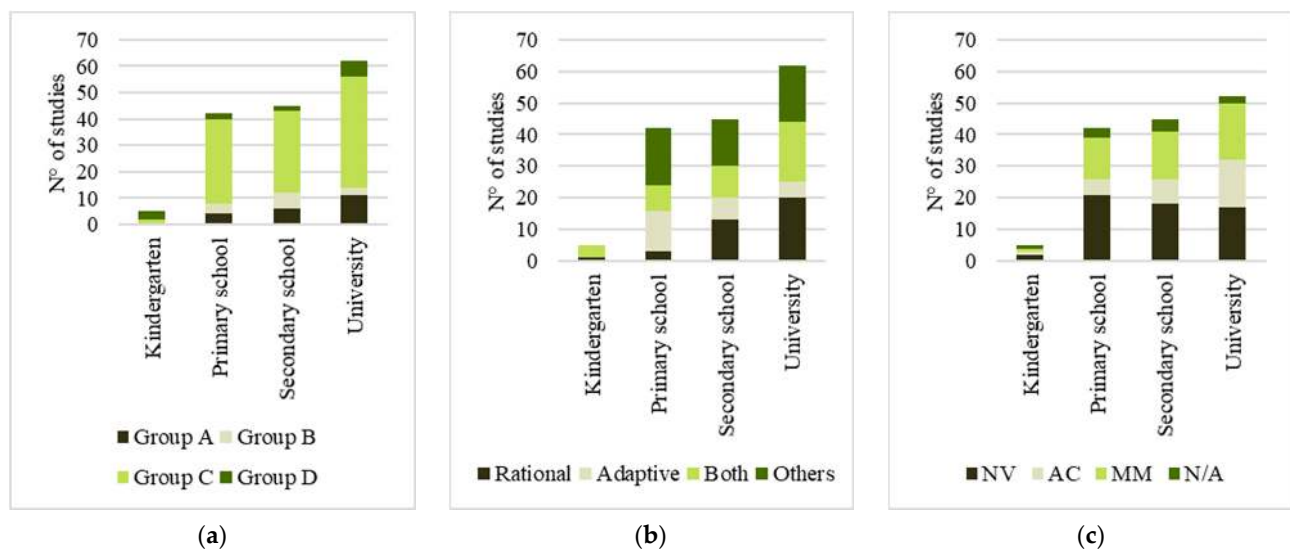 70
60
50
40
30
20
10
0
N° of studies
Kindergarten
Primary school
Secondary school
University
Group A Group B
Group C Group D
(a)
70
60
50
40
30
20
10
0
N° of studies
Kindergarten
Primary school
Secondary school
University
Rational Adaptive Both Others
(b)
70
60
50
40
30
20
10
0
N° of studies
Kindergarten
Primary school
Secondary school
University
NV AC MM N/A
(c)